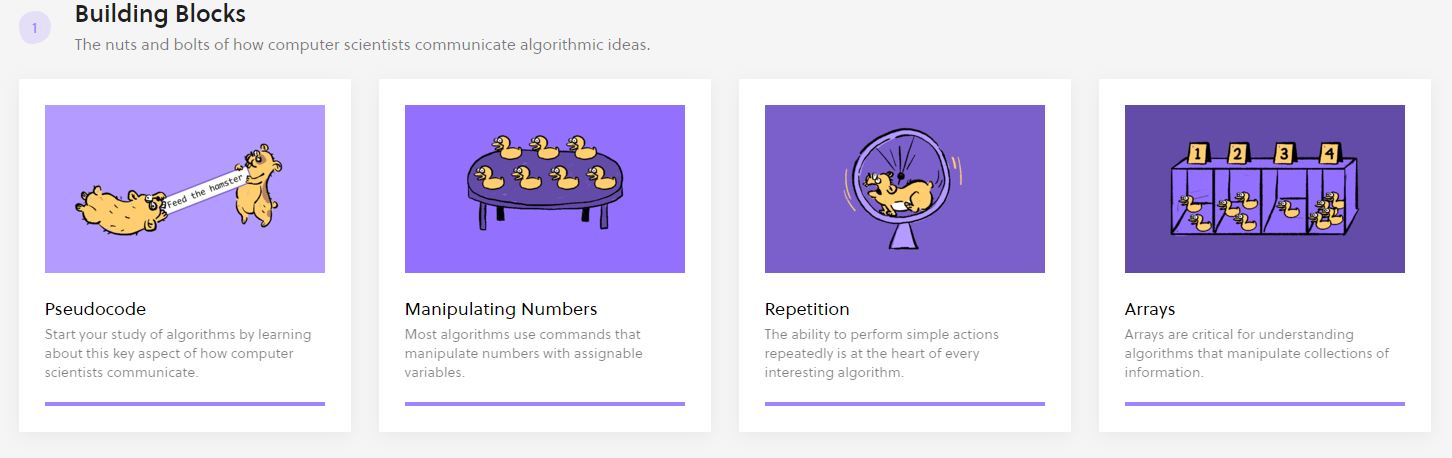 1
Building Blocks
The nuts and bolts of how computer scientists communicate algorithmic ideas.
Feed the hamster
1 2 3 4
Pseudocode
Start your study of algorithms by learning
about this key aspect of how computer
scientists communicate.
Manipulating Numbers
Most algorithms use commands that
manipulate numbers with assignable
variables.
Repetition
The ability to perform simple actions
repeatedly is at the heart of every
interesting algorithm.
Arrays
Arrays are critical for understanding
algorithms that manipulate collections of
information.